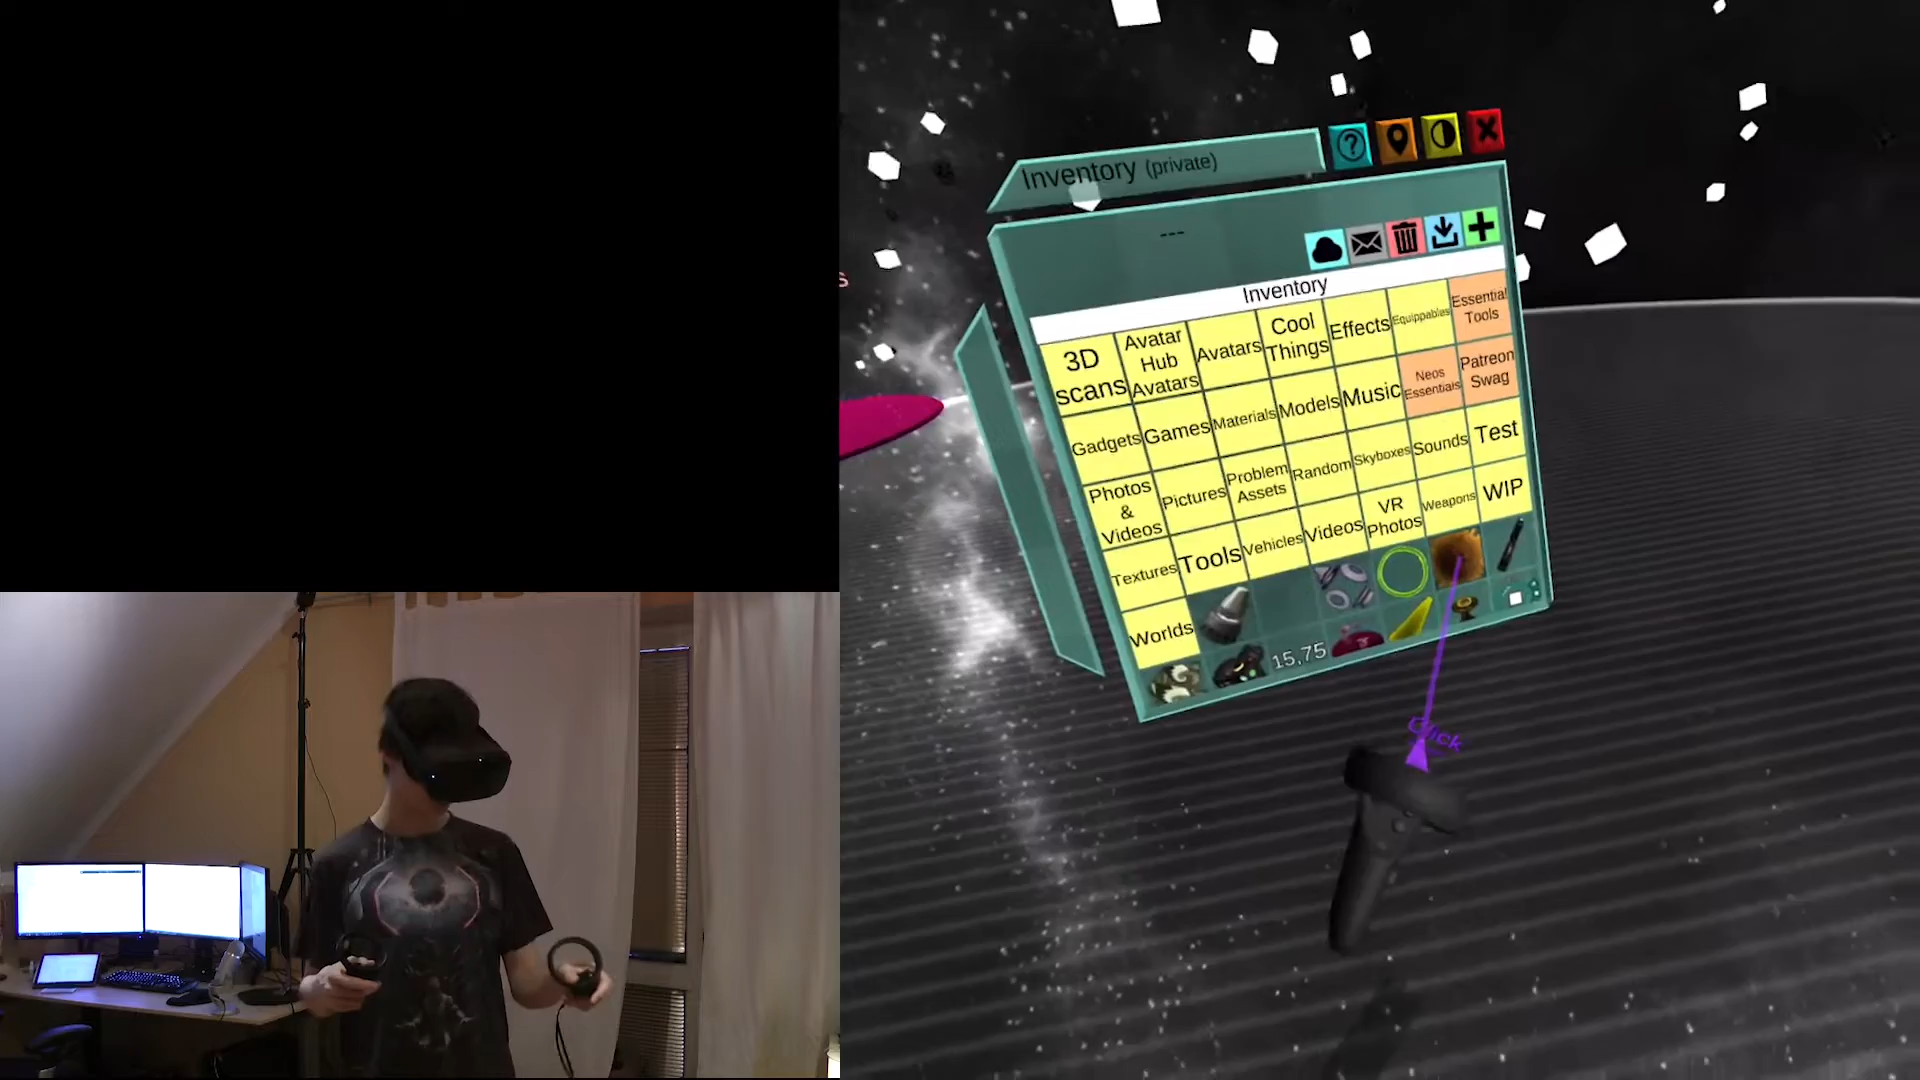 Inventory (private)
---
Inventory
3D scans
Avatar Hub Avatars
Avatars
Cool Things
Effects
Equippables
Essential Tools
Gadgets
Games
Materials
Models
Music
Neos Essentials
Patreon Swag
Photos & Videos
Pictures
Problem Assets
Random
Skyboxes
Sounds
Test
Textures
Tools
Vehicles
Videos
VR Photos
Weapons
WIP
Worlds
15,75
Click
s